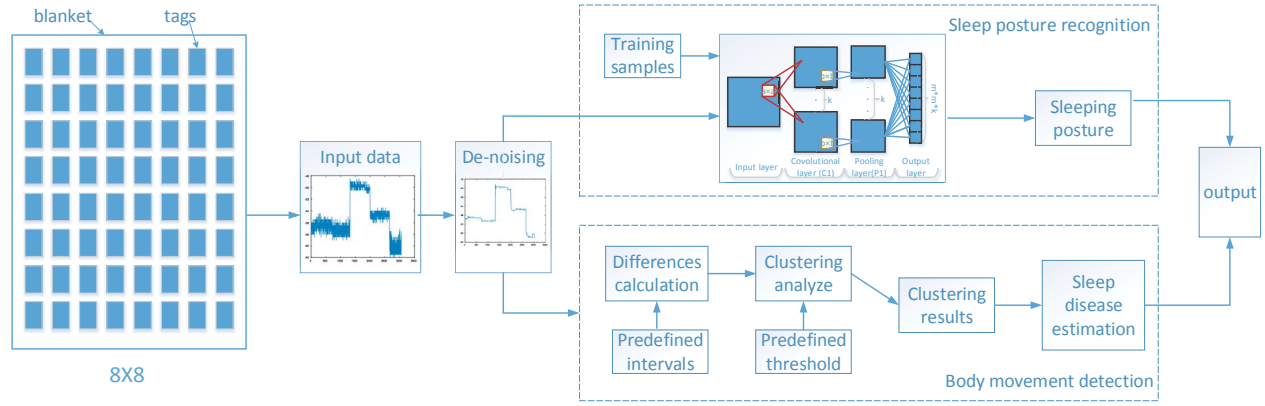 blanket
tags
8X8
Input data
De-noising
Sleep posture recognition
Training
samples
k
k
m*m*k
Input layer
Covolutional
layer (C1)
Pooling
layer(P1)
Output
layer
Sleeping
posture
output
Differences
calculation
Clustering
analyze
Clustering
results
Sleep
disease
estimation
Predefined
intervals
Predefined
threshold
Body movement detection